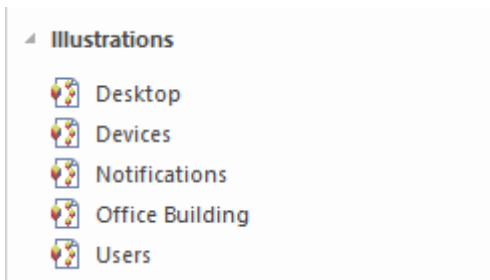 Illustrations
Desktop
Devices
Notifications
Office Building
Users